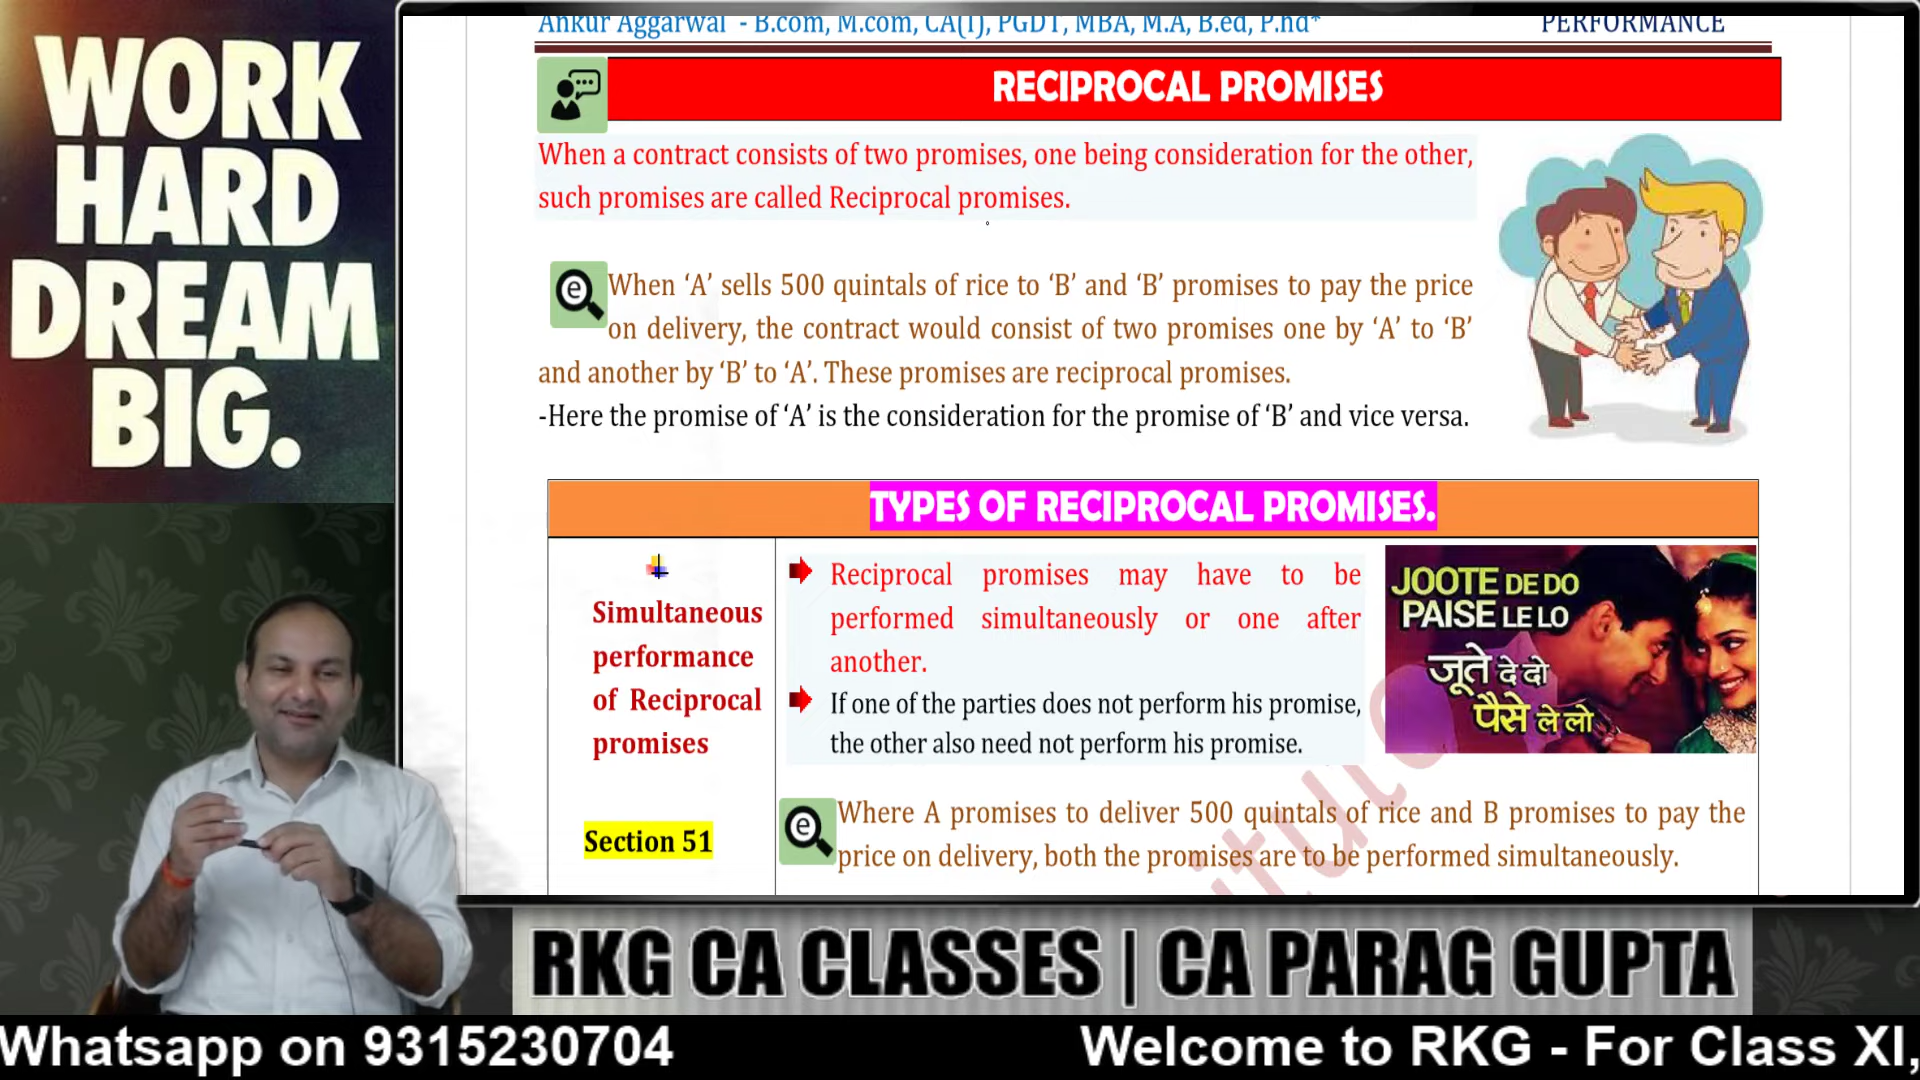 WORK
HARD
DREAM
BIG.
Ankur Aggarwal - B.com, M.com, CA(I), PGDT, MBA, M.A, B.ed, P.hd*
PERFORMANCE
RECIPROCAL PROMISES
When a contract consists of two promises, one being consideration for the other,
such promises are called Reciprocal promises.
When ‘A’ sells 500 quintals of rice to ‘B’ and ‘B’ promises to pay the price
on delivery, the contract would consist of two promises one by ‘A’ to ‘B’
and another by ‘B’ to ‘A’. These promises are reciprocal promises.
-Here the promise of ‘A’ is the consideration for the promise of ‘B’ and vice versa.
TYPES OF RECIPROCAL PROMISES.
Simultaneous
performance
of Reciprocal
promises
Section 51
Reciprocal promises may have to be
performed simultaneously or one after
another.
If one of the parties does not perform his promise,
the other also need not perform his promise.
JOOTE DE DO
PAISE LE LO
जूते दे दो
पैसे ले लो
Where A promises to deliver 500 quintals of rice and B promises to pay the
price on delivery, both the promises are to be performed simultaneously.
RKG CA CLASSES | CA PARAG GUPTA
Whatsapp on 9315230704
Welcome to RKG - For Class XI,